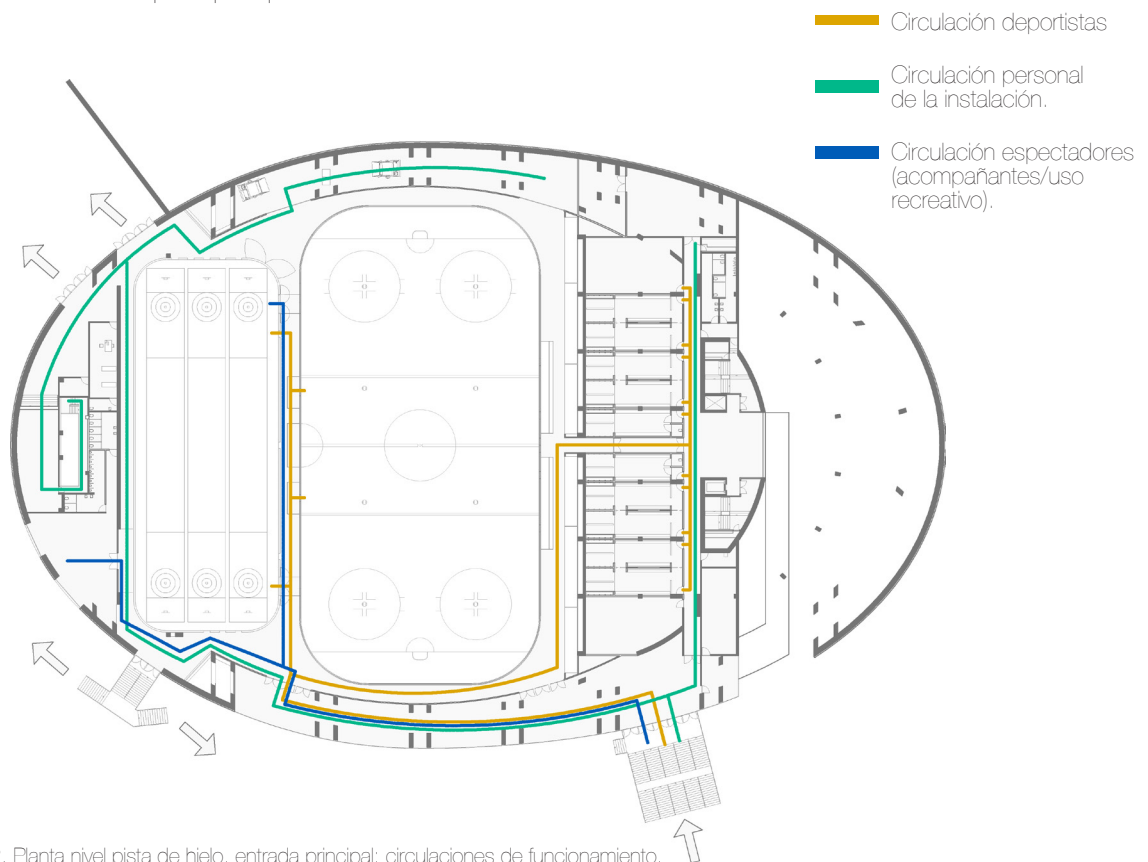 Circulación deportistas
Circulación personal
de la instalación.
Circulación espectadores
(acompañantes/uso
recreativo).
. Planta nivel pista de hielo, entrada principal: circulaciones de funcionamiento.